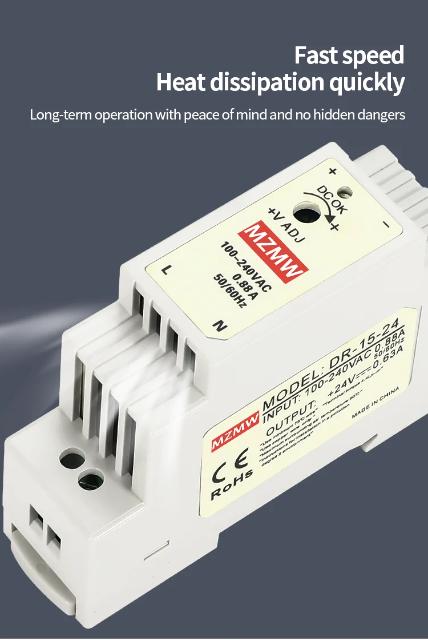 Fast speed
Heat dissipation quickly
Long-term operation with peace of mind and no hidden dangers
+
DC OK
-
+V ADJ
+
MZMW
100-240VAC
0.88A
50/60Hz
L
N
MZMW
MODEL: DR-15-24
INPUT: 100-240VAC 0.88A
50/60Hz
OUTPUT: +24V 0.63A
CE
RoHs
MADE IN CHINA